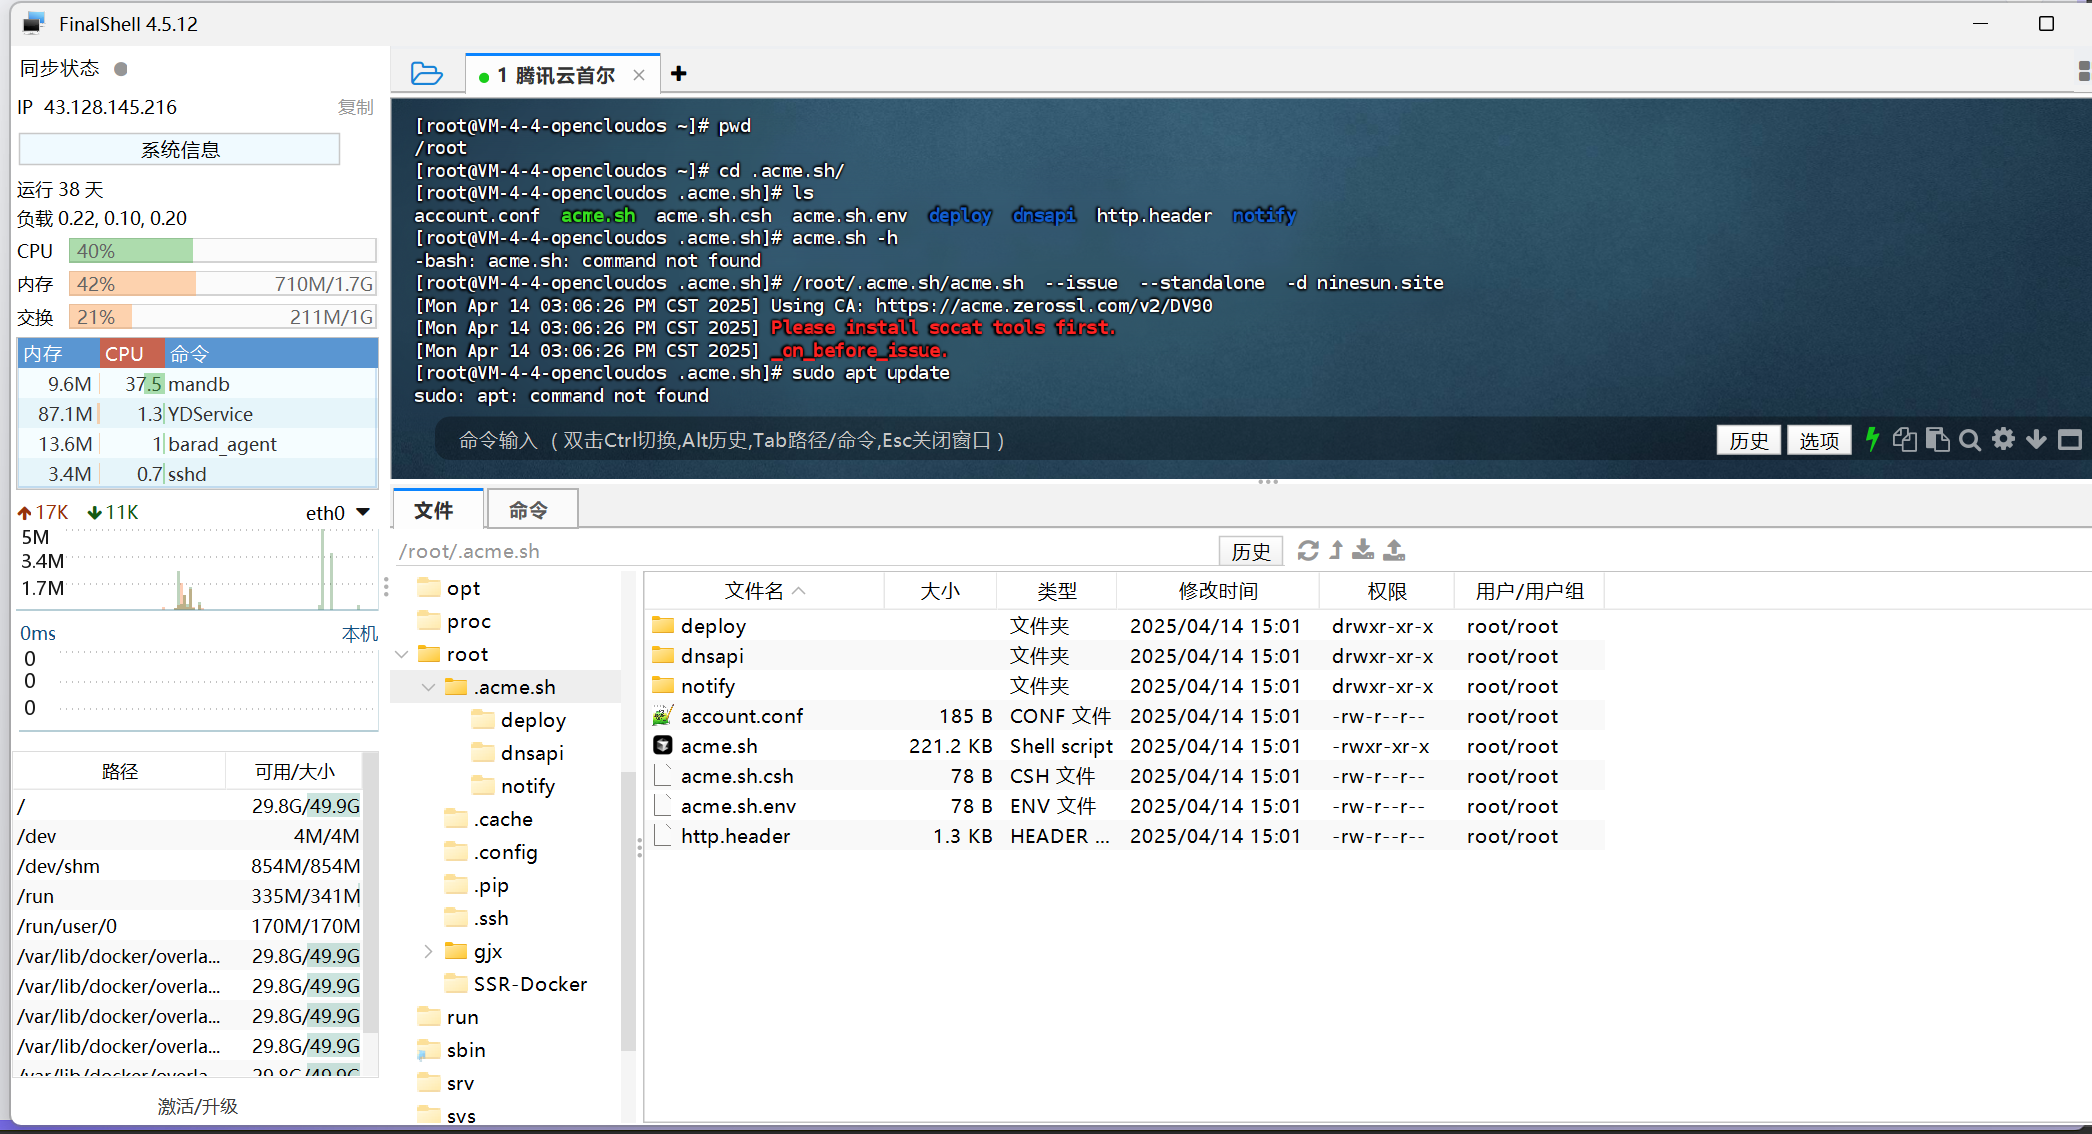 FinalShell 4.5.12
同步状态
IP 43.128.145.216 复制
系统信息
运行 38 天
负载 0.22, 0.10, 0.20
CPU 40%
内存 42% 710M/1.7G
交换 21% 211M/1G
内存 CPU 命令
9.6M 37.5 mandb
87.1M 1.3 YDService
13.6M 1 barad_agent
3.4M 0.7 sshd
17K 11K eth0
5M
3.4M
1.7M
0ms 本机
0
0
0
路径 可用/大小
/ 29.8G/49.9G
/dev 4M/4M
/dev/shm 854M/854M
/run 335M/341M
/run/user/0 170M/170M
/var/lib/docker/overla... 29.8G/49.9G
/var/lib/docker/overla... 29.8G/49.9G
/var/lib/docker/overla... 29.8G/49.9G
/var/lib/docker/overla... 29.8G/49.9G
/var/lib/docker/overla... 29.8G/49.9G
激活/升级
1 腾讯云首尔
[root@VM-4-4-opencloudos ~]# pwd
/root
[root@VM-4-4-opencloudos ~]# cd .acme.sh/
[root@VM-4-4-opencloudos .acme.sh]# ls
account.conf acme.sh acme.sh.csh acme.sh.env deploy dnsapi http.header notify
[root@VM-4-4-opencloudos .acme.sh]# acme.sh -h
-bash: acme.sh: command not found
[root@VM-4-4-opencloudos .acme.sh]# /root/.acme.sh/acme.sh --issue --standalone -d ninesun.site
[Mon Apr 14 03:06:26 PM CST 2025] Using CA: https://acme.zerossl.com/v2/DV90
[Mon Apr 14 03:06:26 PM CST 2025] Please install socat tools first.
[Mon Apr 14 03:06:26 PM CST 2025] _on_before_issue.
[root@VM-4-4-opencloudos .acme.sh]# sudo apt update
sudo: apt: command not found
命令输入 (双击Ctrl切换,Alt历史,Tab路径/命令,Esc关闭窗口) 历史 选项
文件 命令
/root/.acme.sh 历史
opt
proc
root
.acme.sh
deploy
dnsapi
notify
.cache
.config
.pip
.ssh
gjx
SSR-Docker
run
sbin
srv
sys
文件名 大小 类型 修改时间 权限 用户/用户组
deploy 文件夹 2025/04/14 15:01 drwxr-xr-x root/root
dnsapi 文件夹 2025/04/14 15:01 drwxr-xr-x root/root
notify 文件夹 2025/04/14 15:01 drwxr-xr-x root/root
account.conf 185 B CONF 文件 2025/04/14 15:01 -rw-r--r-- root/root
acme.sh 221.2 KB Shell script 2025/04/14 15:01 -rwxr-xr-x root/root
acme.sh.csh 78 B CSH 文件 2025/04/14 15:01 -rw-r--r-- root/root
acme.sh.env 78 B ENV 文件 2025/04/14 15:01 -rw-r--r-- root/root
http.header 1.3 KB HEADER ... 2025/04/14 15:01 -rw-r--r-- root/root